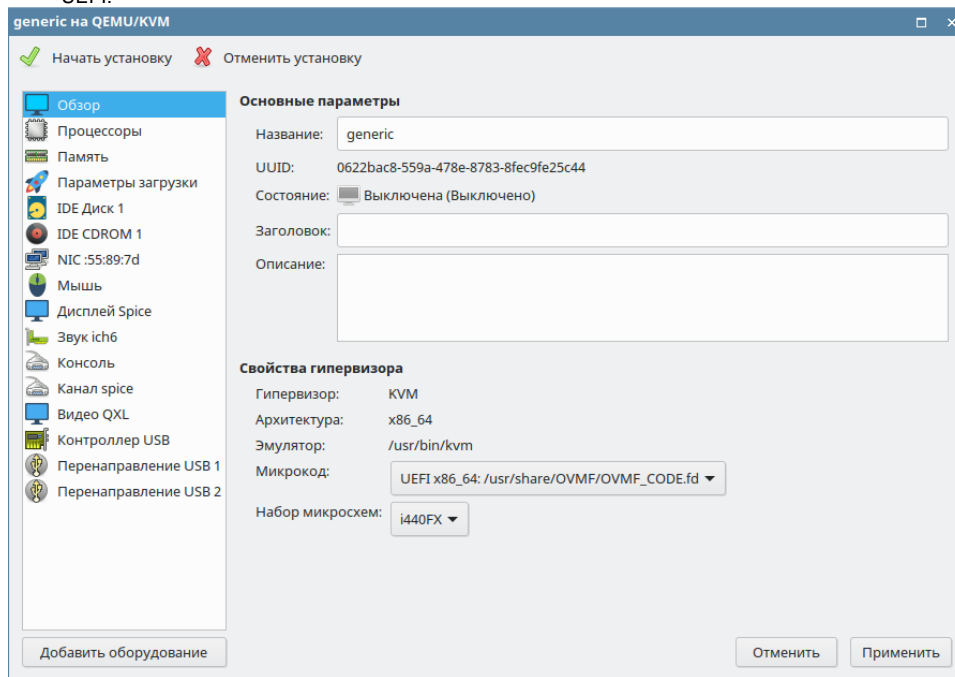 UEFI.
generic на QEMU/KVM
Начать установку Отменить установку
Обзор
Процессоры
Память
Параметры загрузки
IDE Диск 1
IDE CDROM 1
NIC :55:89:7d
Мышь
Дисплей Spice
Звук ich6
Консоль
Канал spice
Видео QXL
Контроллер USB
Перенаправление USB 1
Перенаправление USB 2
Добавить оборудование
Основные параметры
Название: generic
UUID: 0622bac8-559a-478e-8783-8fec9fe25c44
Состояние: Выключена (Выключено)
Заголовок:
Описание:
Свойства гипервизора
Гипервизор: KVM
Архитектура: x86_64
Эмулятор: /usr/bin/kvm
Микрокод: UEFI x86_64: /usr/share/OVMF/OVMF_CODE.fd
Набор микросхем: i440FX
Отменить Применить